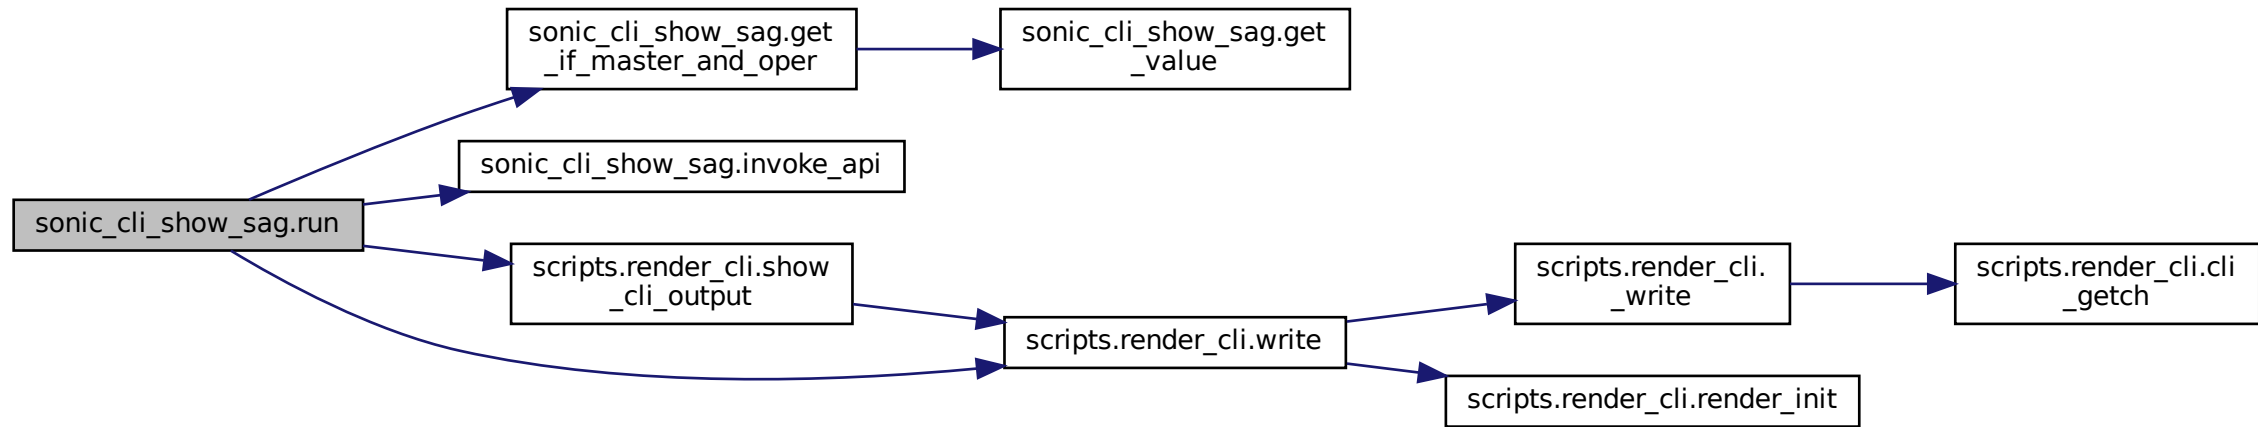 sonic_cli_show_sag.run
sonic_cli_show_sag.get
_if_master_and_oper
sonic_cli_show_sag.get
_value
sonic_cli_show_sag.invoke_api
scripts.render_cli.show
_cli_output
scripts.render_cli.write
scripts.render_cli.
_write
scripts.render_cli.cli
_getch
scripts.render_cli.render_init